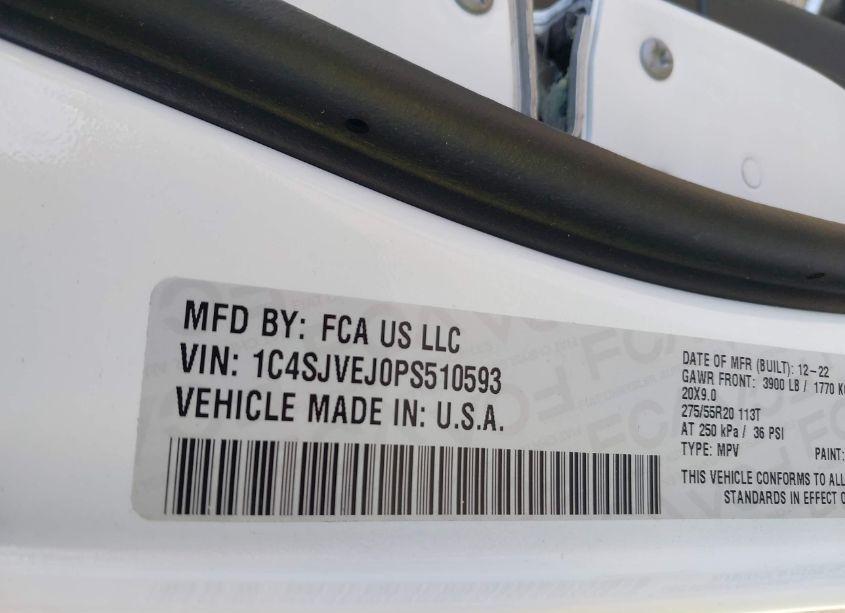 MFD BY: FCA US LLC
VIN: 1C4SJVEJ0PS510593
VEHICLE MADE IN: U.S.A.
DATE OF MFR (BUILT): 12-22
GAWR FRONT: 3900 LB / 1770 KG
20X9.0
275/55R20 113T
AT 250 kPa / 36 PSI
TYPE: MPV PAINT:
THIS VEHICLE CONFORMS TO ALL
STANDARDS IN EFFECT